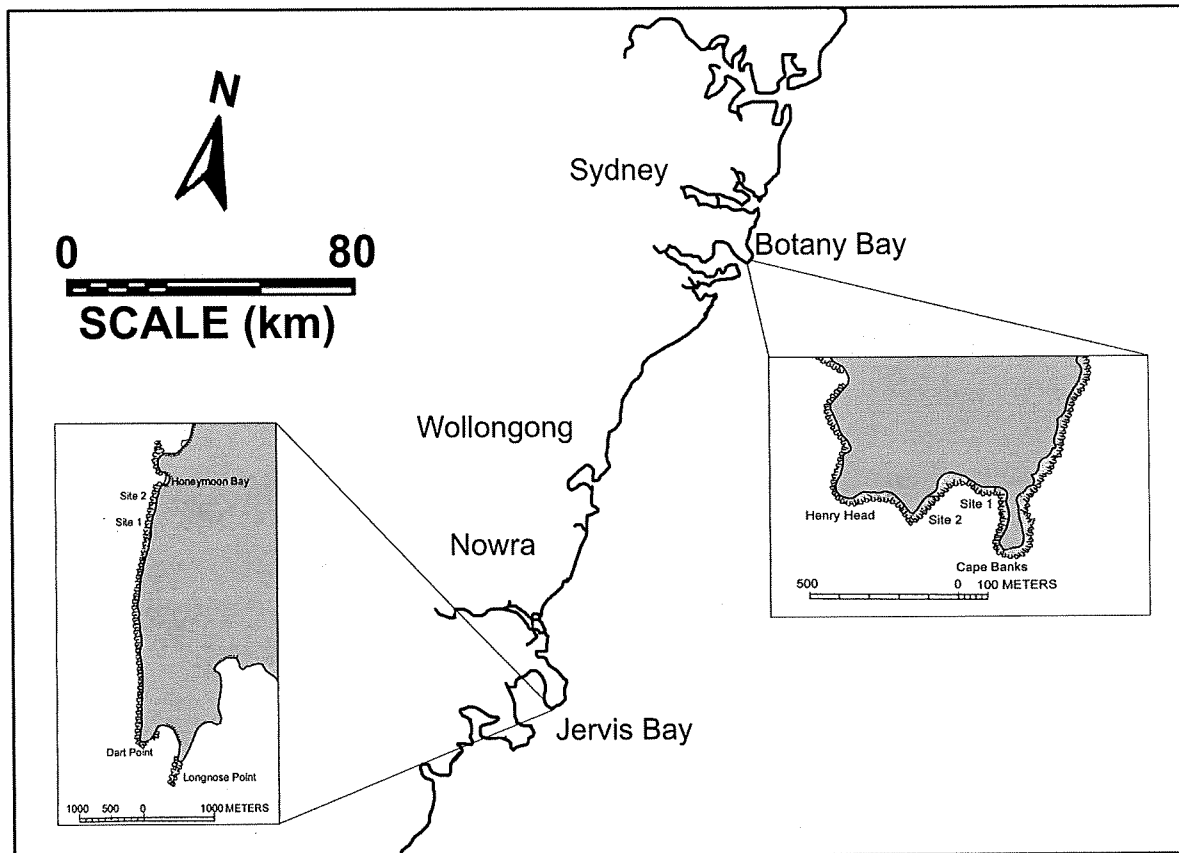 N
0 80
SCALE (km)
Sydney
Botany Bay
Wollongong
Nowra
Jervis Bay
Honeymoon Bay
Site 2
Site 1
Dart Point
Longnose Point
1000 500 0 1000 METERS
Henry Head
Site 2
Site 1
Cape Banks
500 0 100 METERS